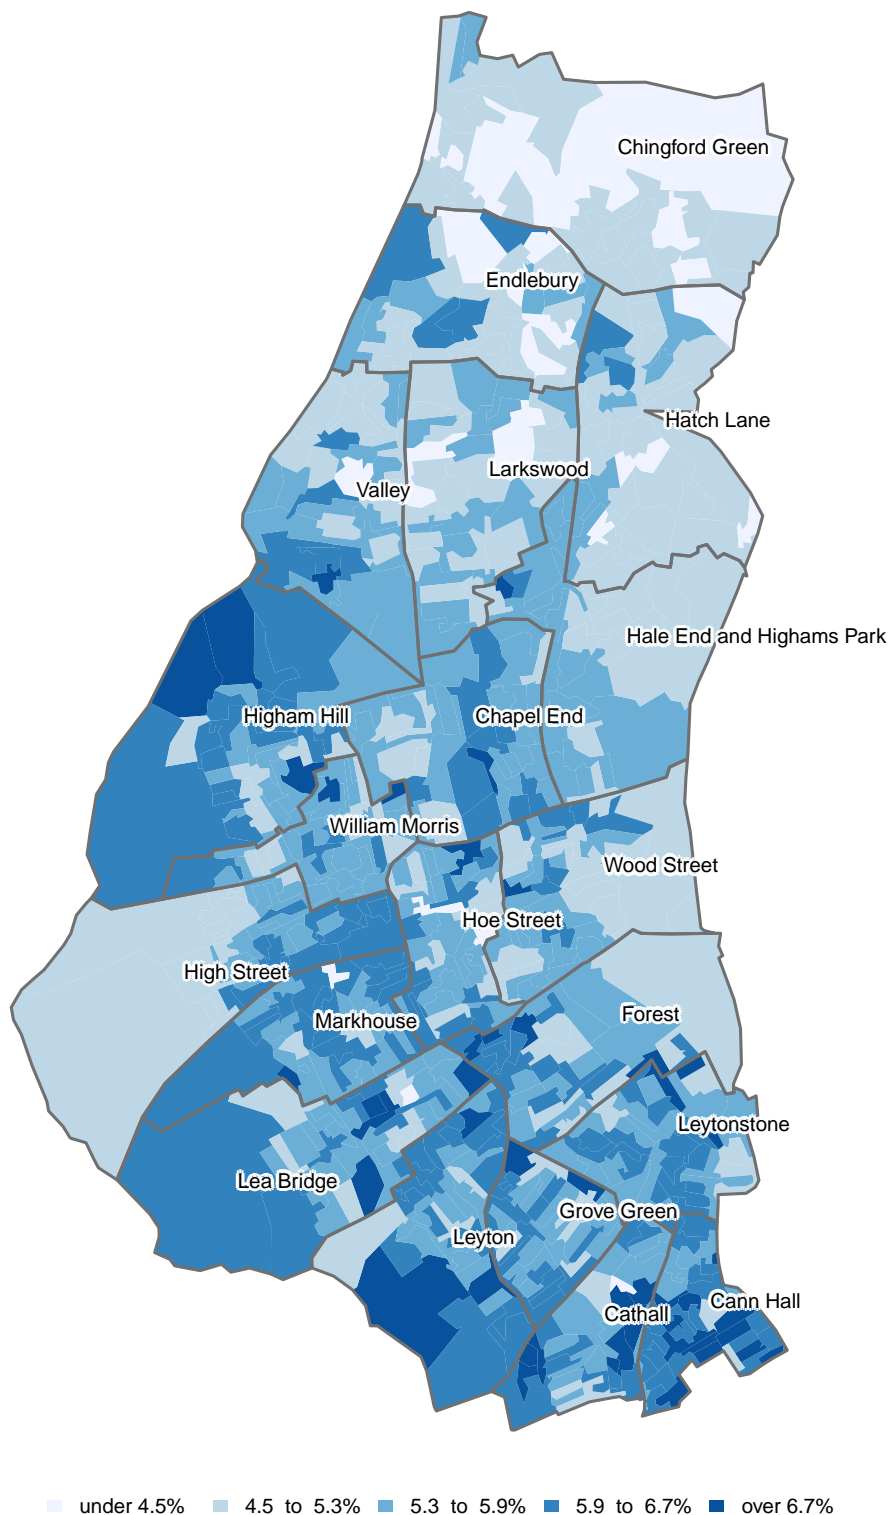 Chingford Green
Endlebury
Hatch Lane
Larkswood
Valley
Hale End and Highams Park
Higham Hill
Chapel End
William Morris
Wood Street
Hoe Street
High Street
Markhouse
Forest
Leytonstone
Lea Bridge
Grove Green
Leyton
Cann Hall
Cathall
under 4.5% 4.5 to 5.3% 5.3 to 5.9% 5.9 to 6.7% over 6.7%